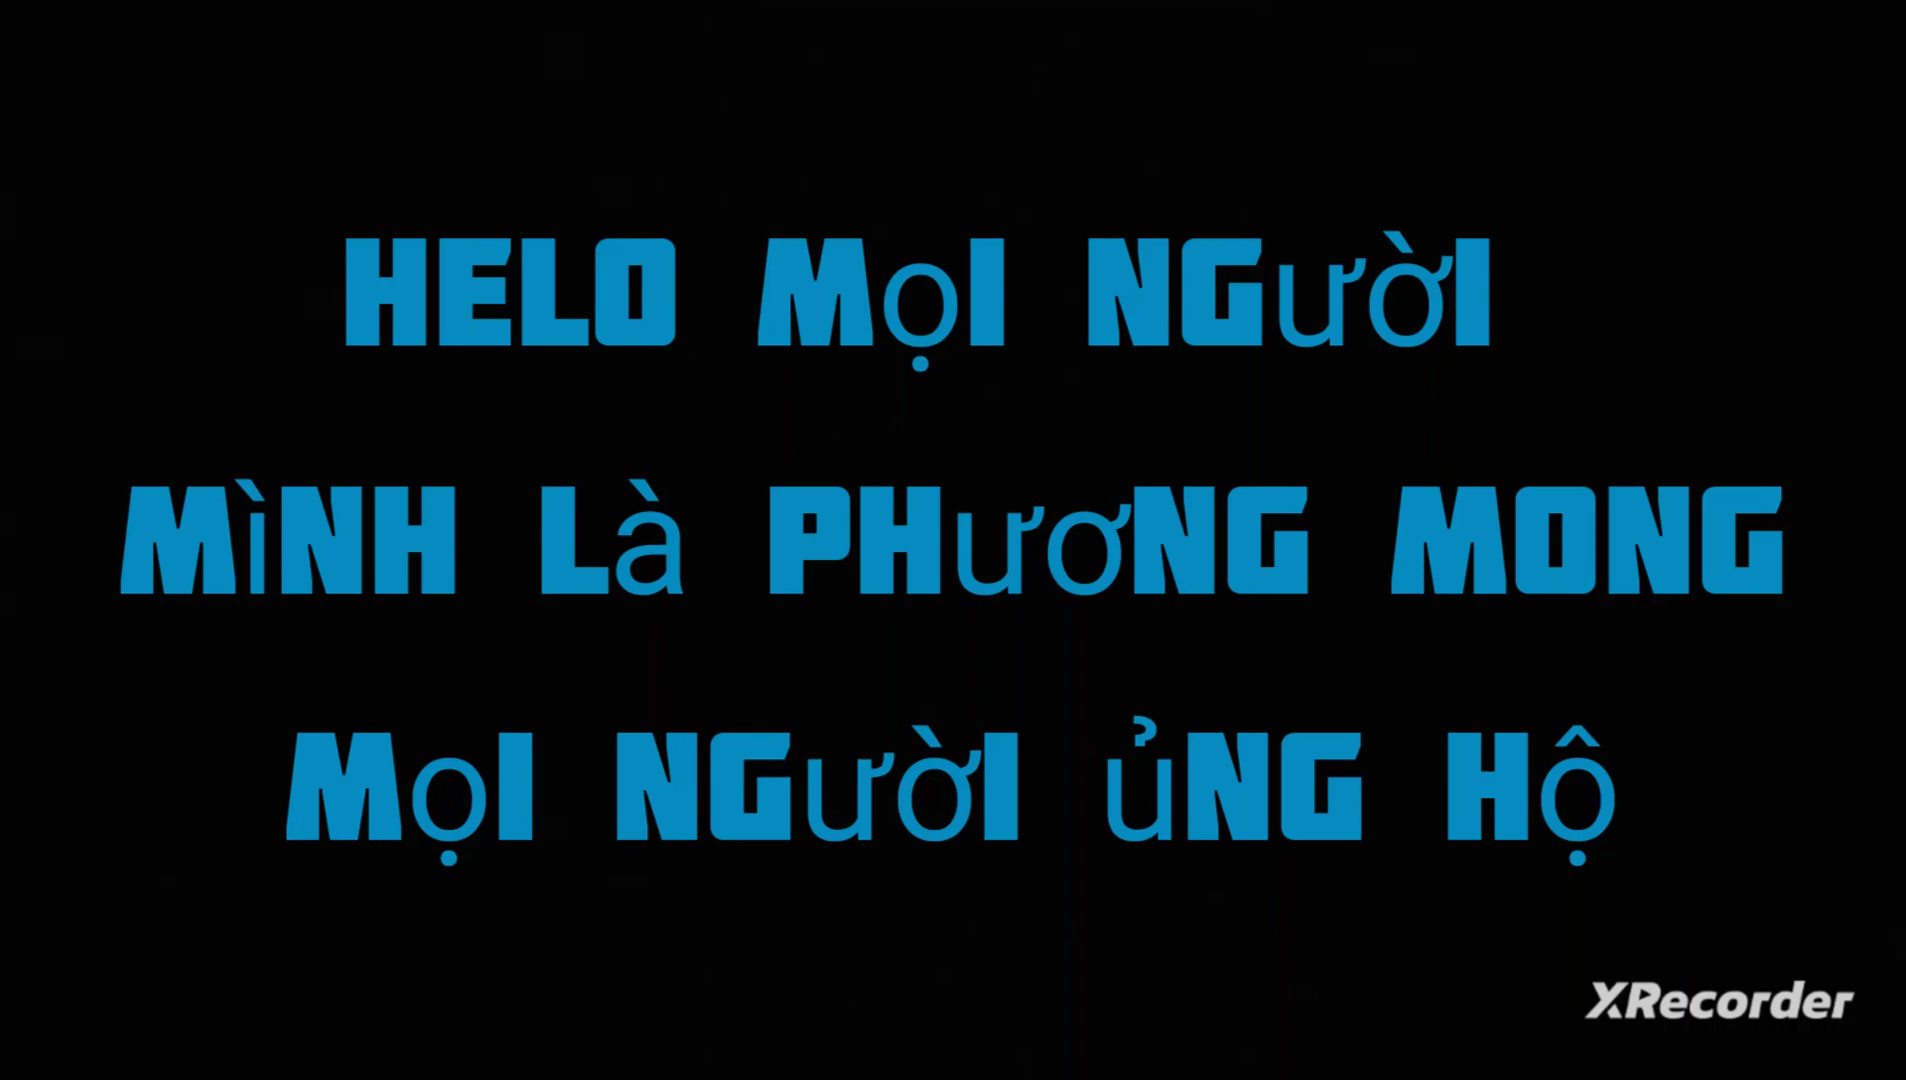 HELO MọI NGườI
MìNH Là PHươNG MONG
MọI NGườI ủNG Hộ
XRecorder